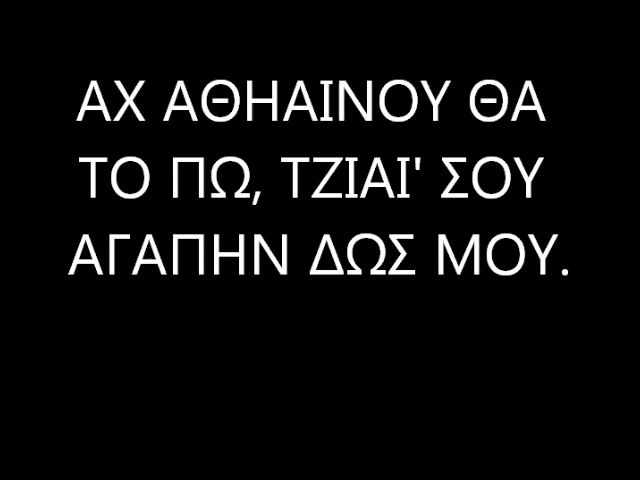 ΑΧ ΑΘΗΑΙΝΟΥ ΘΑ
ΤΟ ΠΩ, ΤΖΙΑΙ' ΣΟΥ
ΑΓΑΠΗΝ ΔΩΣ ΜΟΥ.